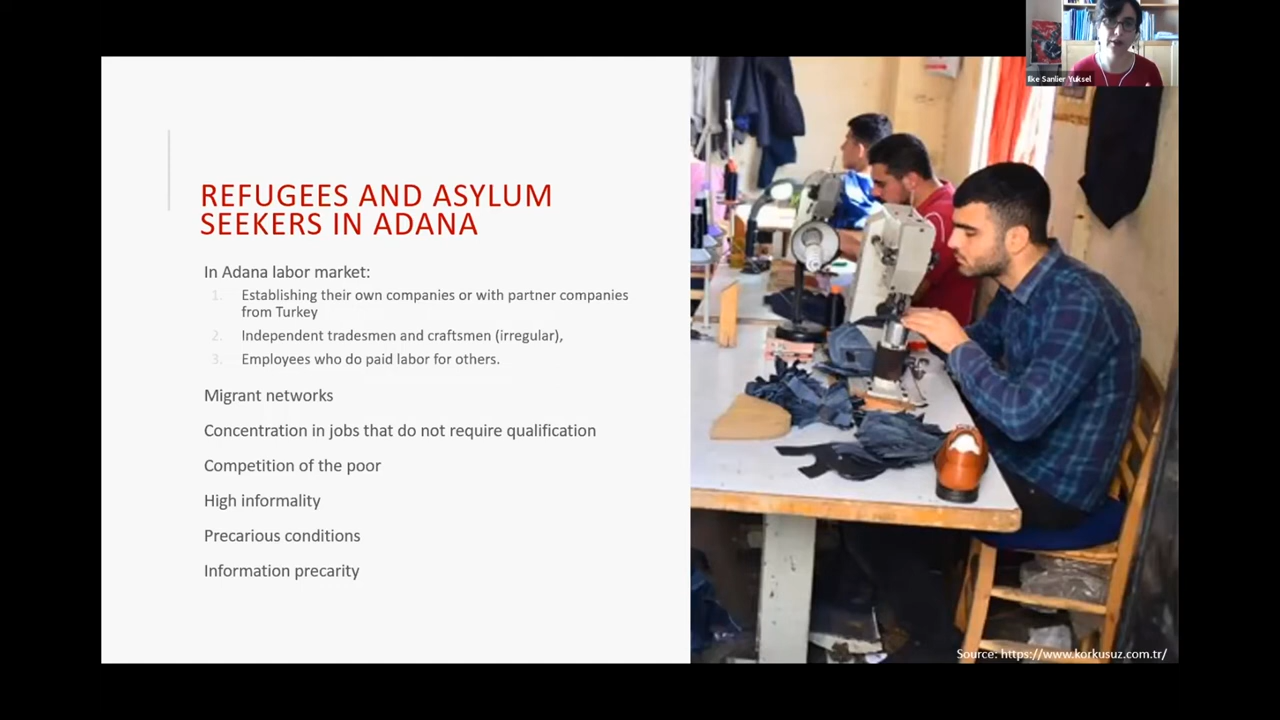 Ilke Sanlier Yuksel
REFUGEES AND ASYLUM
SEEKERS IN ADANA
In Adana labor market:
1. Establishing their own companies or with partner companies
from Turkey
2. Independent tradesmen and craftsmen (irregular),
3. Employees who do paid labor for others.
Migrant networks
Concentration in jobs that do not require qualification
Competition of the poor
High informality
Precarious conditions
Information precarity
Source: https://www.korkusuz.com.tr/